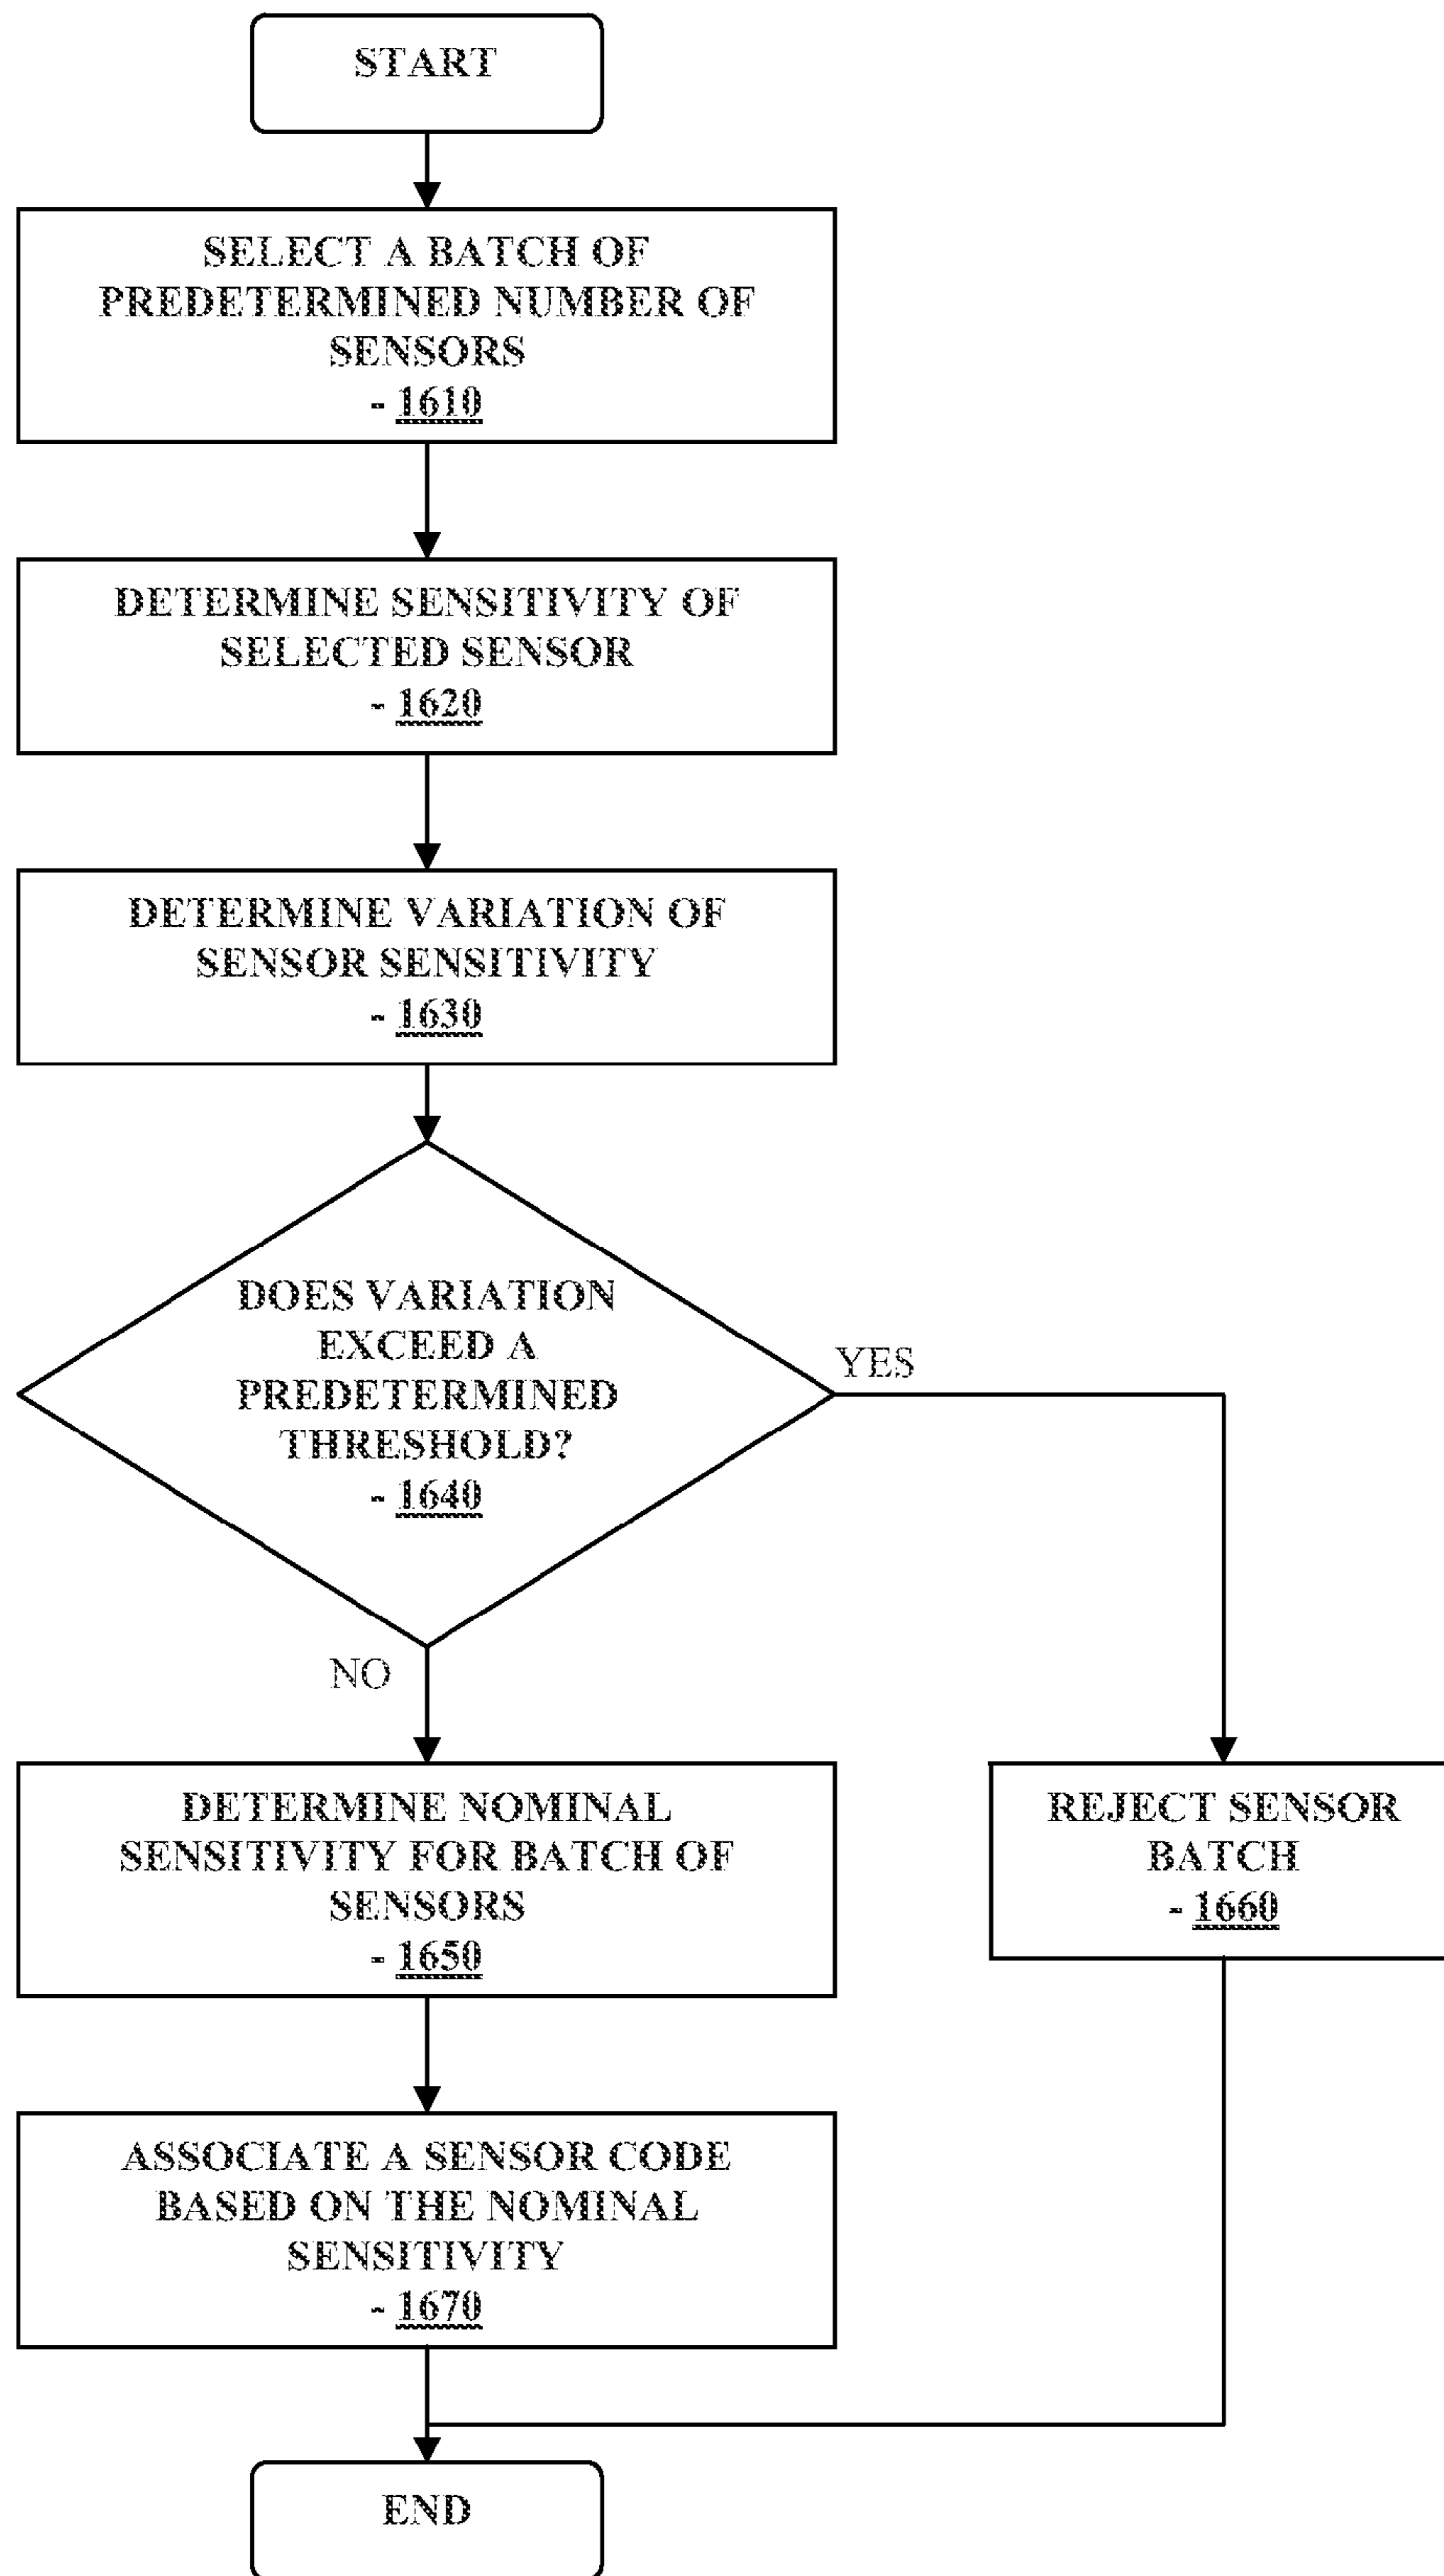 START
SELECT A BATCH OF
PREDETERMINED NUMBER OF
SENSORS
- 1610
DETERMINE SENSITIVITY OF
SELECTED SENSOR
- 1620
DETERMINE VARIATION OF
SENSOR SENSITIVITY
- 1630
DOES VARIATION
EXCEED A
PREDETERMINED
THRESHOLD?
- 1640
YES
NO
DETERMINE NOMINAL
SENSITIVITY FOR BATCH OF
SENSORS
- 1650
REJECT SENSOR
BATCH
- 1660
ASSOCIATE A SENSOR CODE
BASED ON THE NOMINAL
SENSITIVITY
- 1670
END